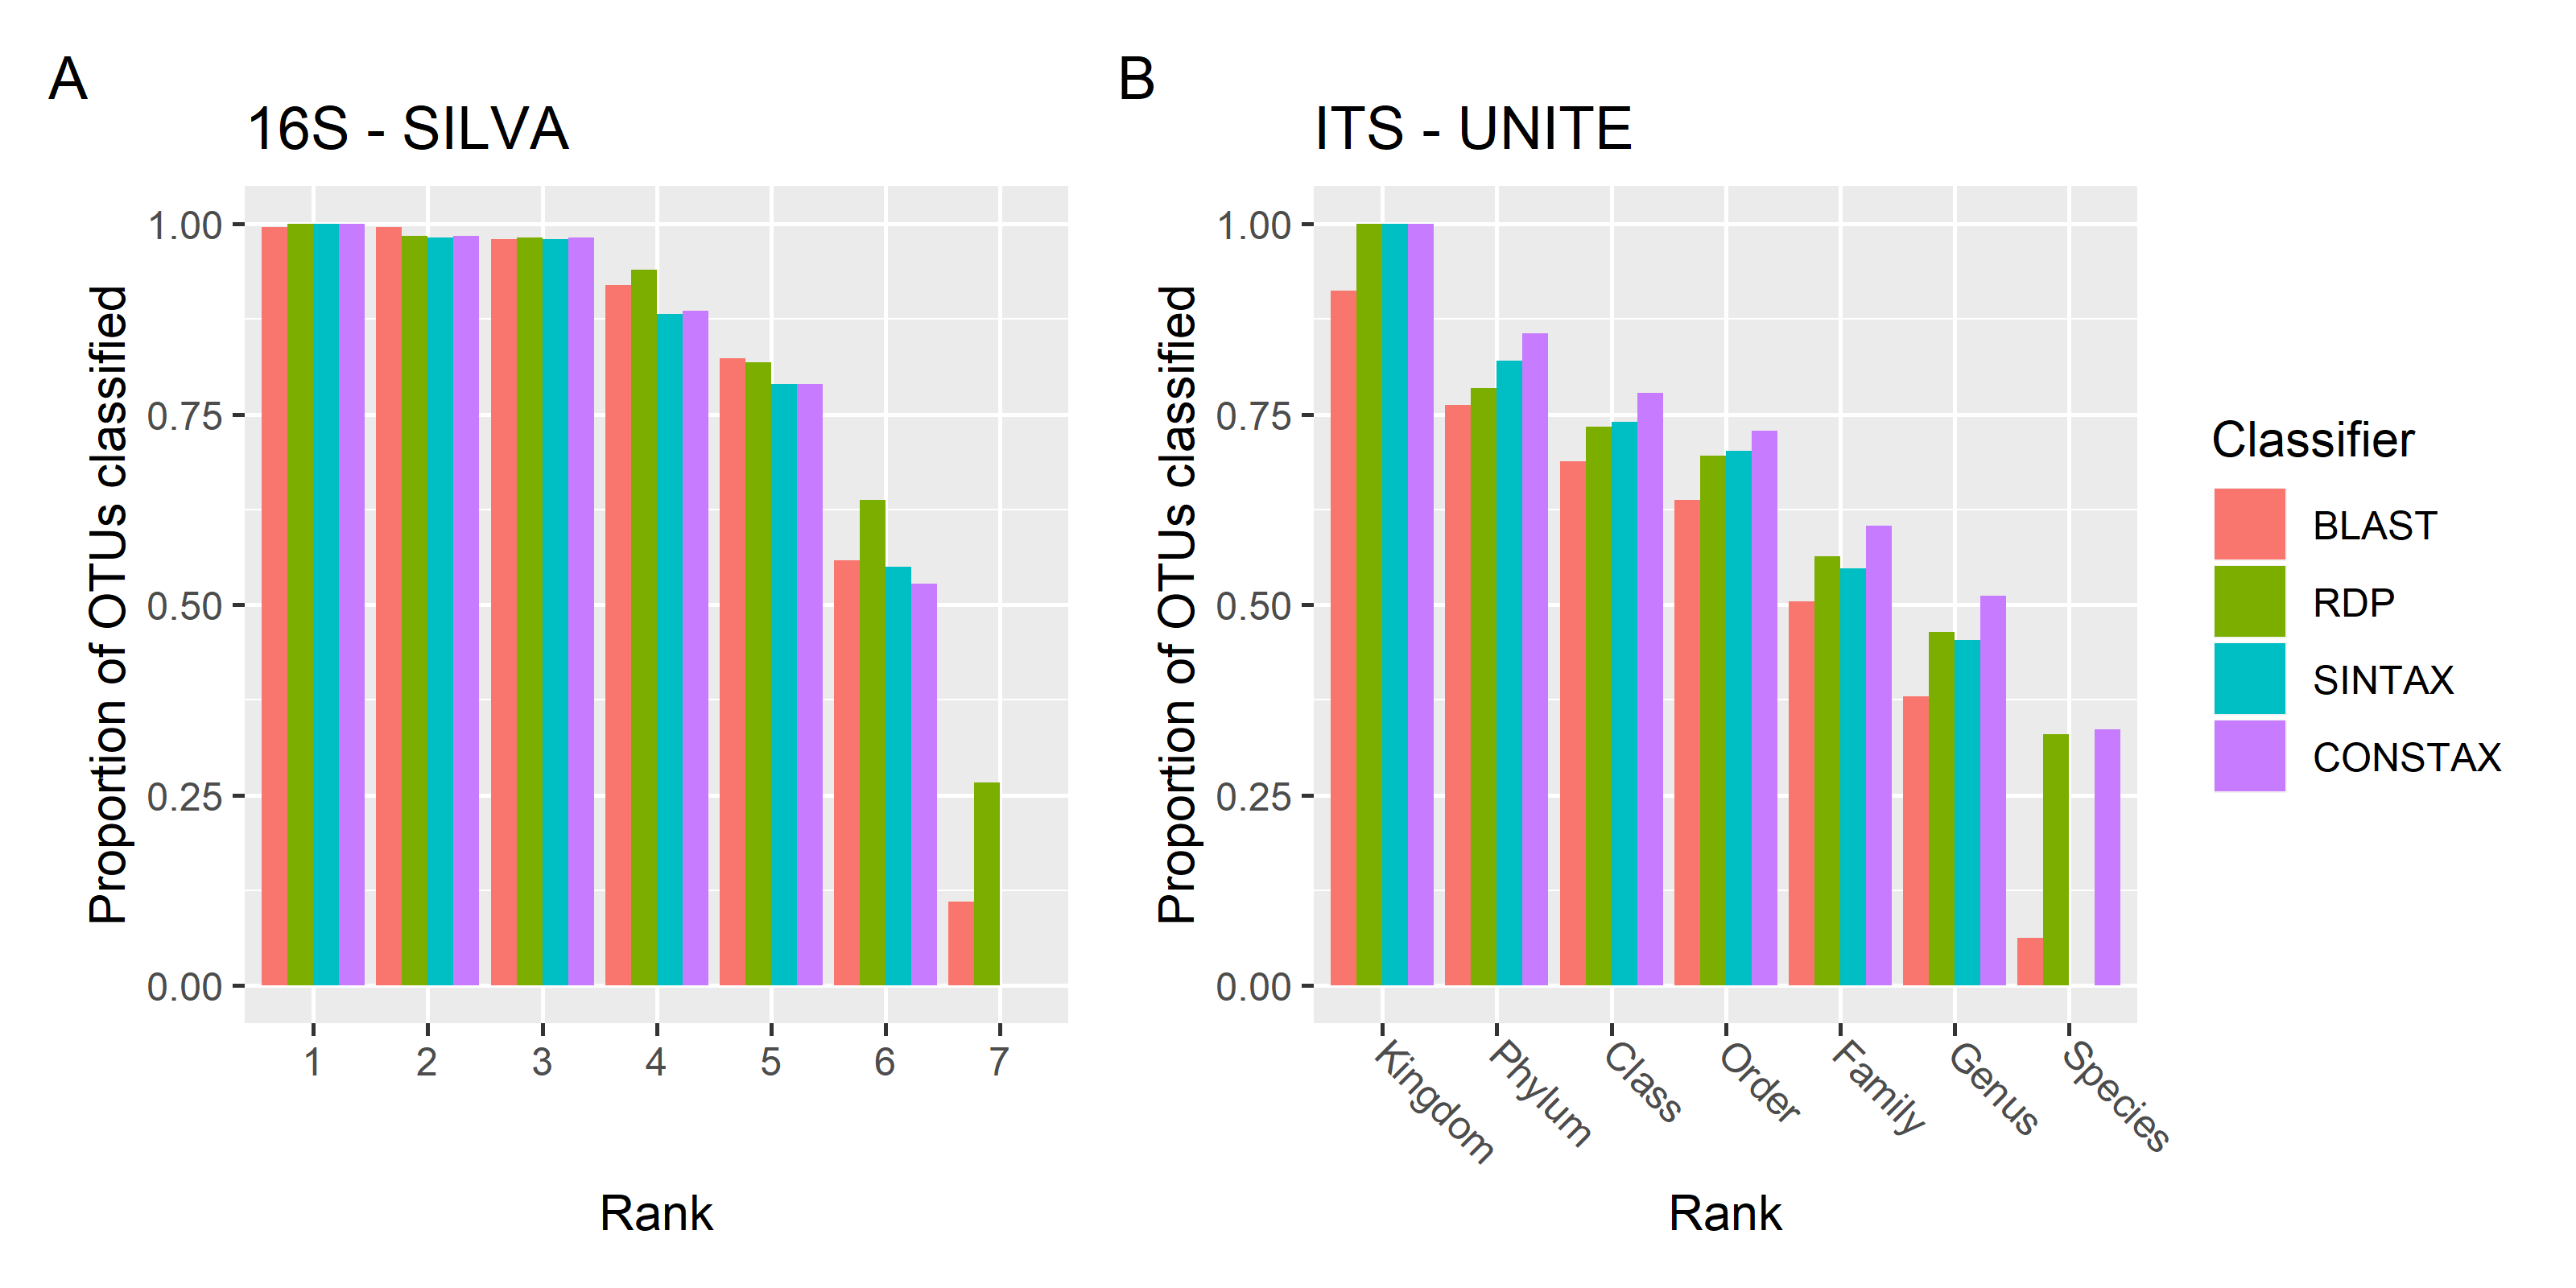 A
16S - SILVA
Proportion of OTUs classified
1.00
0.75
0.50
0.25
0.00
1 2 3 4 5 6 7
Rank
B
ITS - UNITE
Proportion of OTUs classified
1.00
0.75
0.50
0.25
0.00
Kingdom Phylum Class Order Family Genus Species
Rank
Classifier
BLAST
RDP
SINTAX
CONSTAX